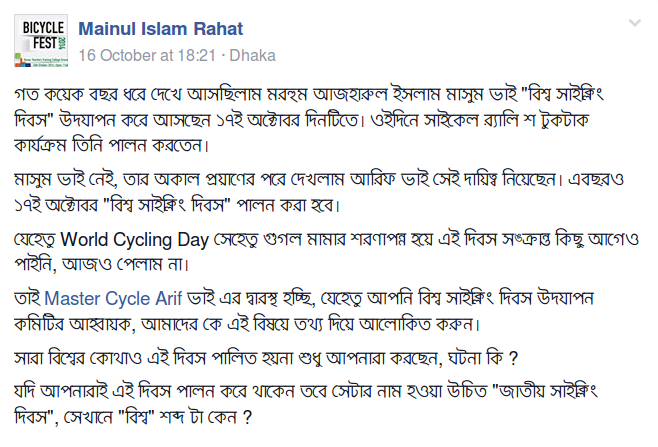 BICYCLE
FEST
2014
Mainul Islam Rahat
16 October at 18:21 · Dhaka
গত কয়েক বছর ধরে দেখে আসছিলাম মরহুম আজহারুল ইসলাম মাসুম ভাই "বিশ্ব সাইক্লিং
দিবস" উদযাপন করে আসছেন ১৭ই অক্টোবর দিনটিতে। ওইদিনে সাইকেল র‍্যালি শ টুকটাক
কার্যক্রম তিনি পালন করতেন।
মাসুম ভাই নেই, তার অকাল প্রয়াণের পরে দেখলাম আরিফ ভাই সেই দায়িত্ব নিয়েছেন। এবছরও
১৭ই অক্টোবর "বিশ্ব সাইক্লিং দিবস" পালন করা হবে।
যেহেতু World Cycling Day সেহেতু গুগল মামার শরণাপন্ন হয়ে এই দিবস সঙক্রান্ত কিছু আগেও
পাইনি, আজও পেলাম না।
তাই Master Cycle Arif ভাই এর দ্বারস্থ হচ্ছি, যেহেতু আপনি বিশ্ব সাইক্লিং দিবস উদযাপন
কমিটির আহ্বায়ক, আমাদের কে এই বিষয়ে তথ্য দিয়ে আলোকিত করুন।
সারা বিশ্বের কোথাও এই দিবস পালিত হয়না শুধু আপনারা করছেন, ঘটনা কি ?
যদি আপনারাই এই দিবস পালন করে থাকেন তবে সেটার নাম হওয়া উচিত "জাতীয় সাইক্লিং
দিবস", সেখানে "বিশ্ব" শব্দ টা কেন ?